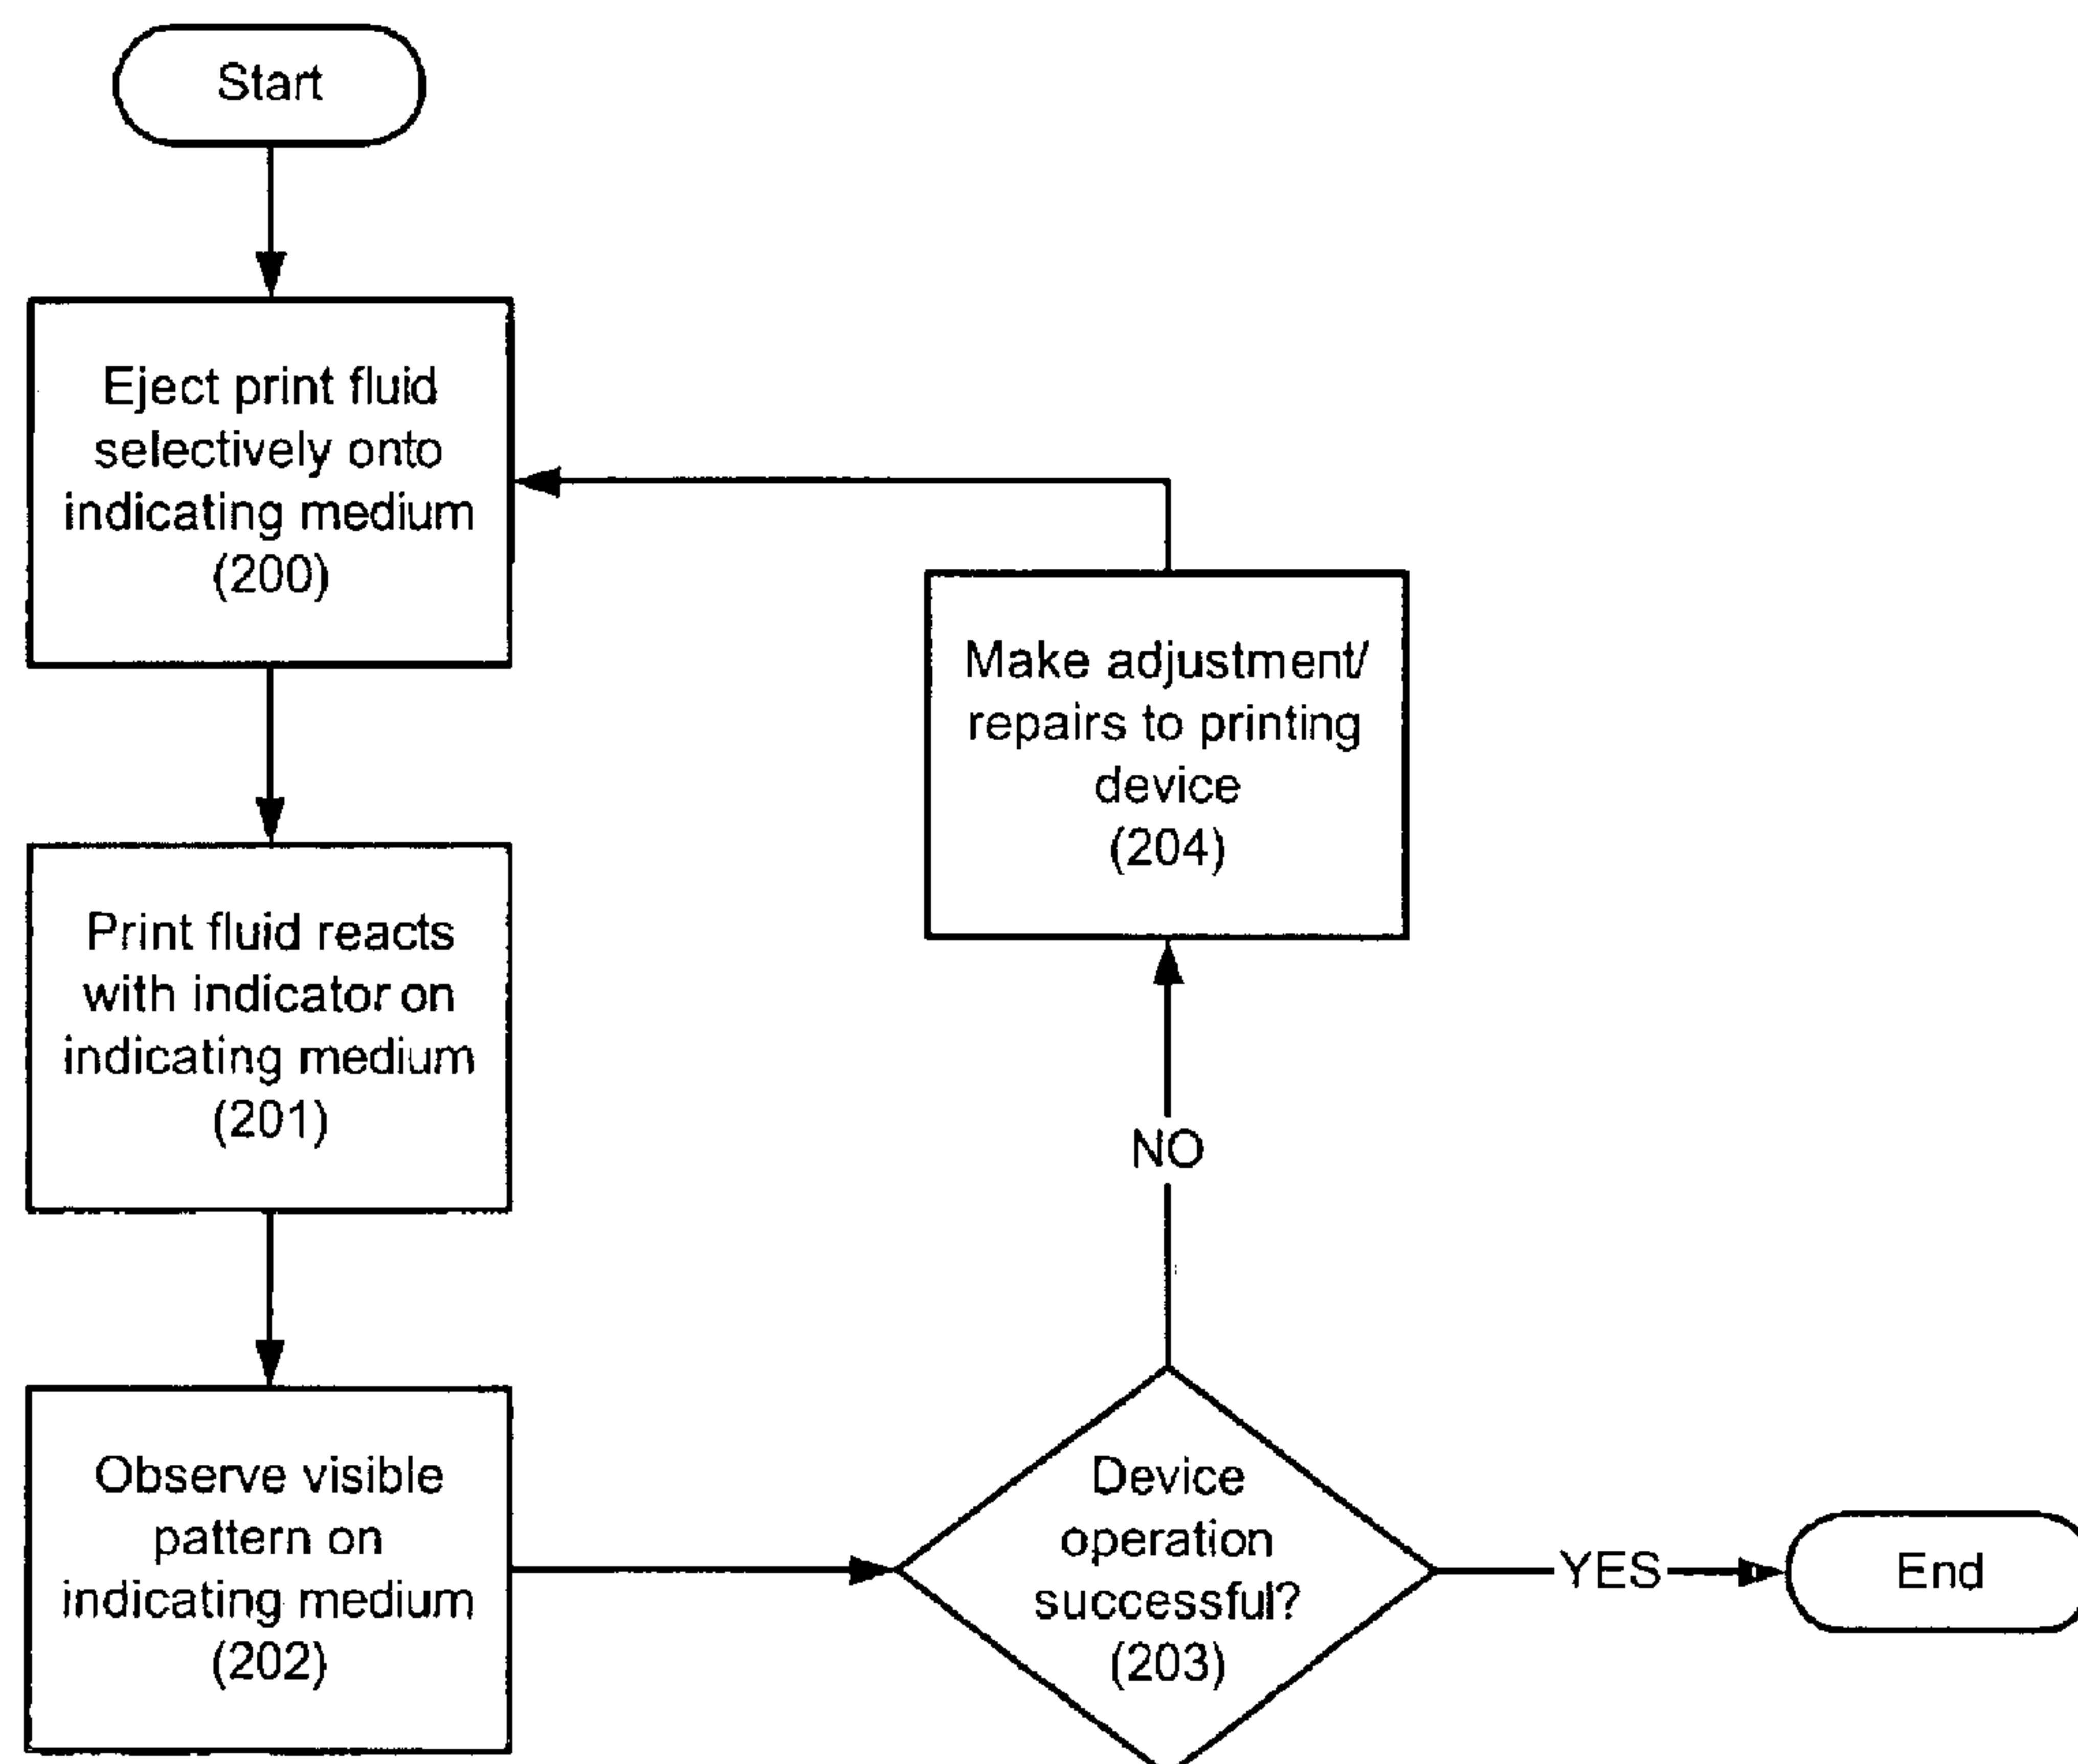 Start
Eject print fluid
selectively onto
indicating medium
(200)
Print fluid reacts
with indicator on
indicating medium
(201)
Observe visible
pattern on
indicating medium
(202)
Device
operation
successful?
(203)
NO
Make adjustment/
repairs to printing
device
(204)
YES
End